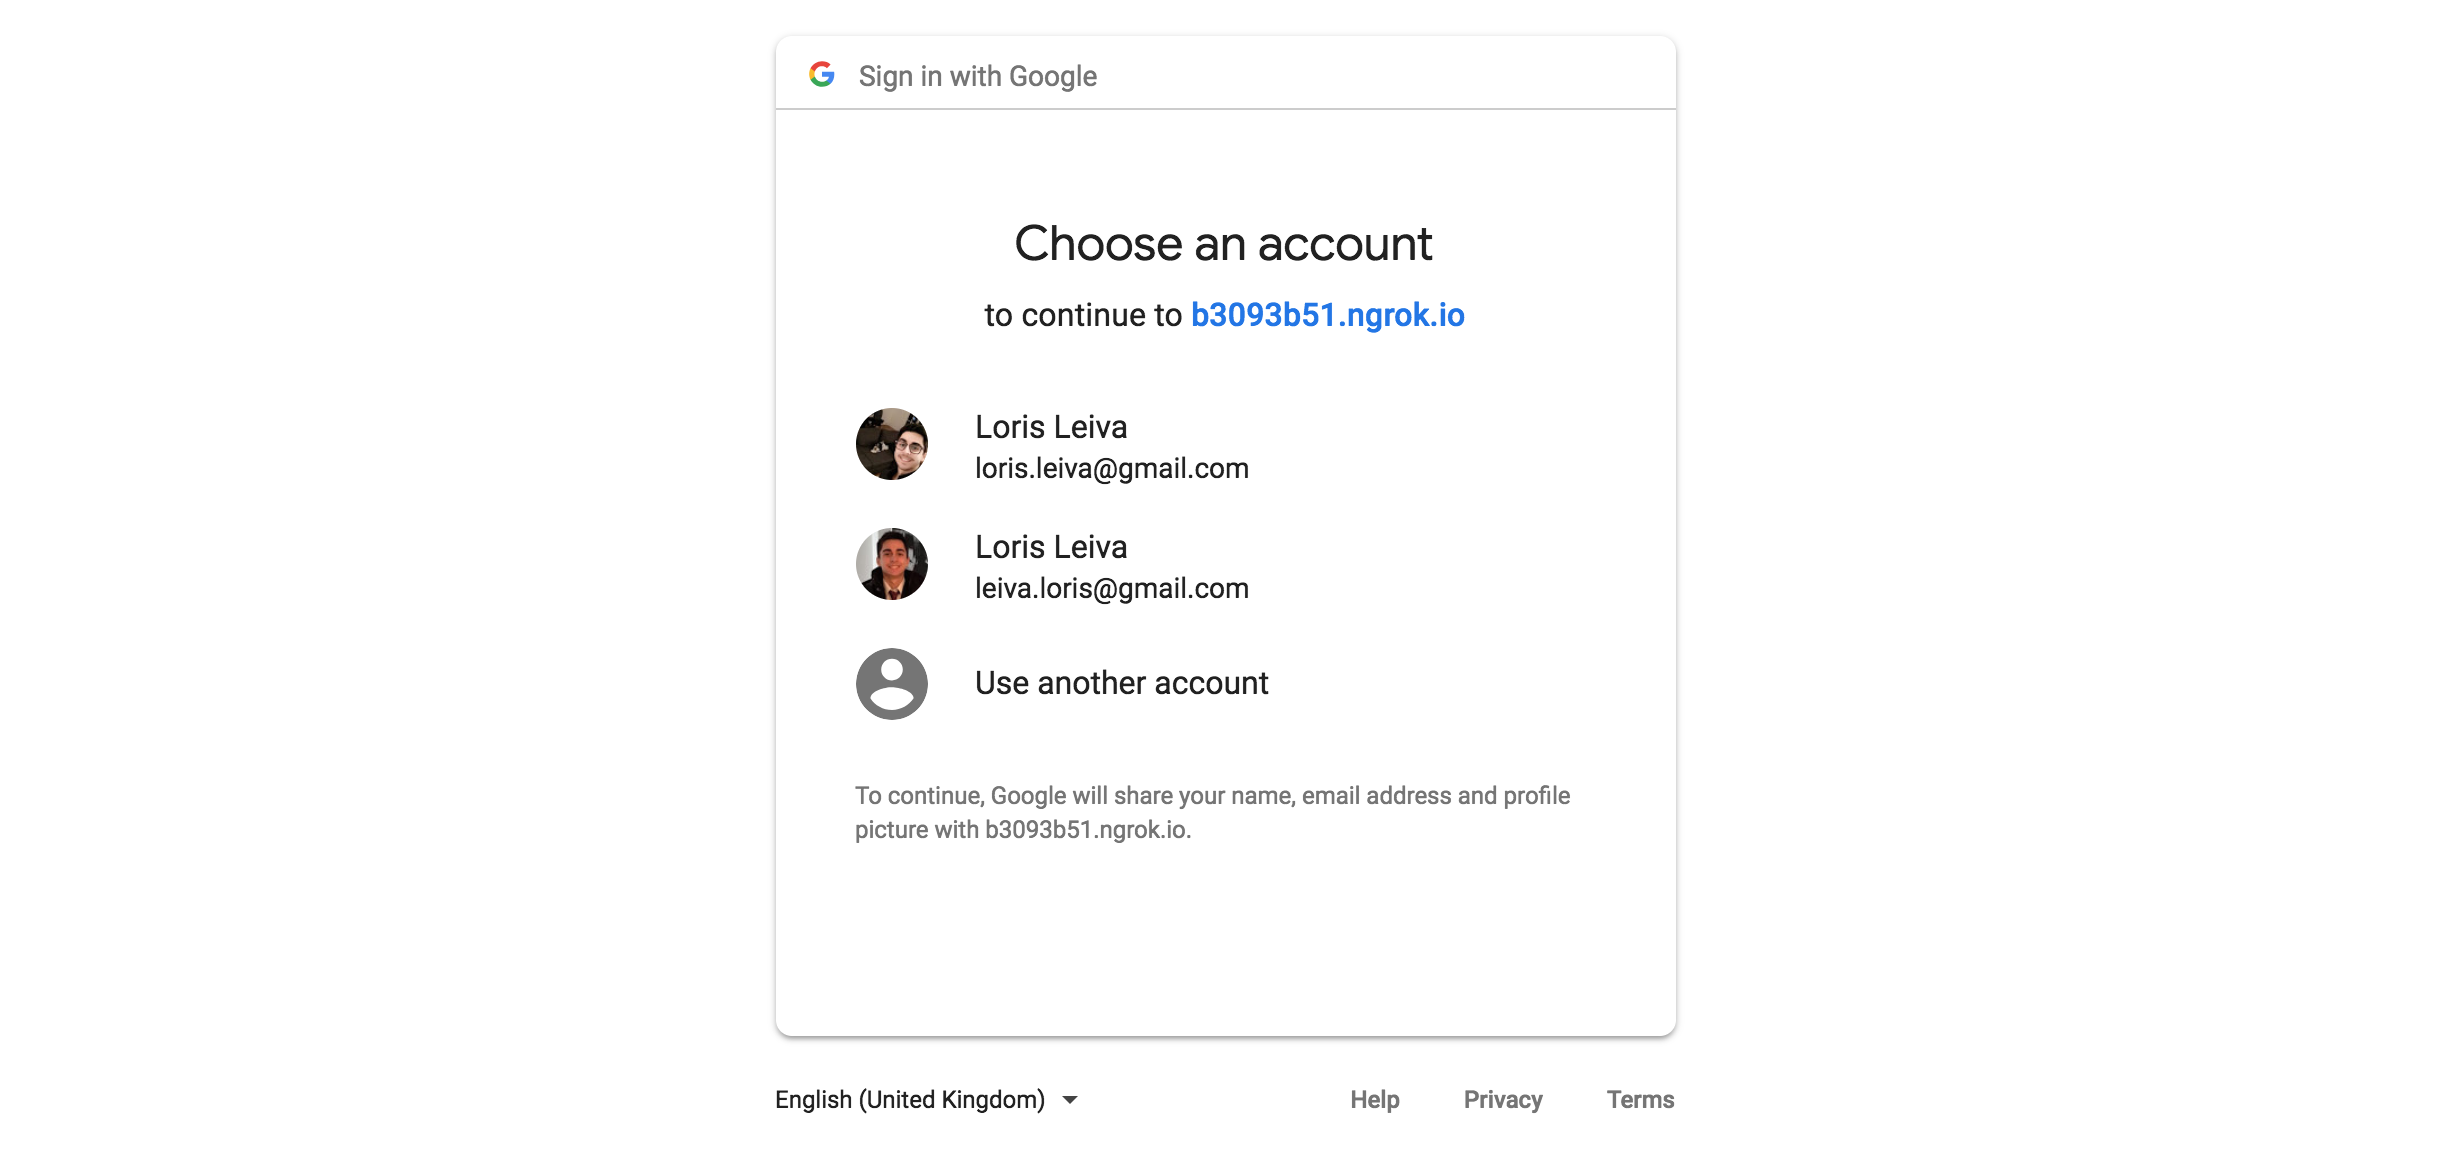 Sign in with Google
Choose an account
to continue to b3093b51.ngrok.io
Loris Leiva
loris.leiva@gmail.com
Loris Leiva
leiva.loris@gmail.com
Use another account
To continue, Google will share your name, email address and profile
picture with b3093b51.ngrok.io.
English (United Kingdom) Help Privacy Terms